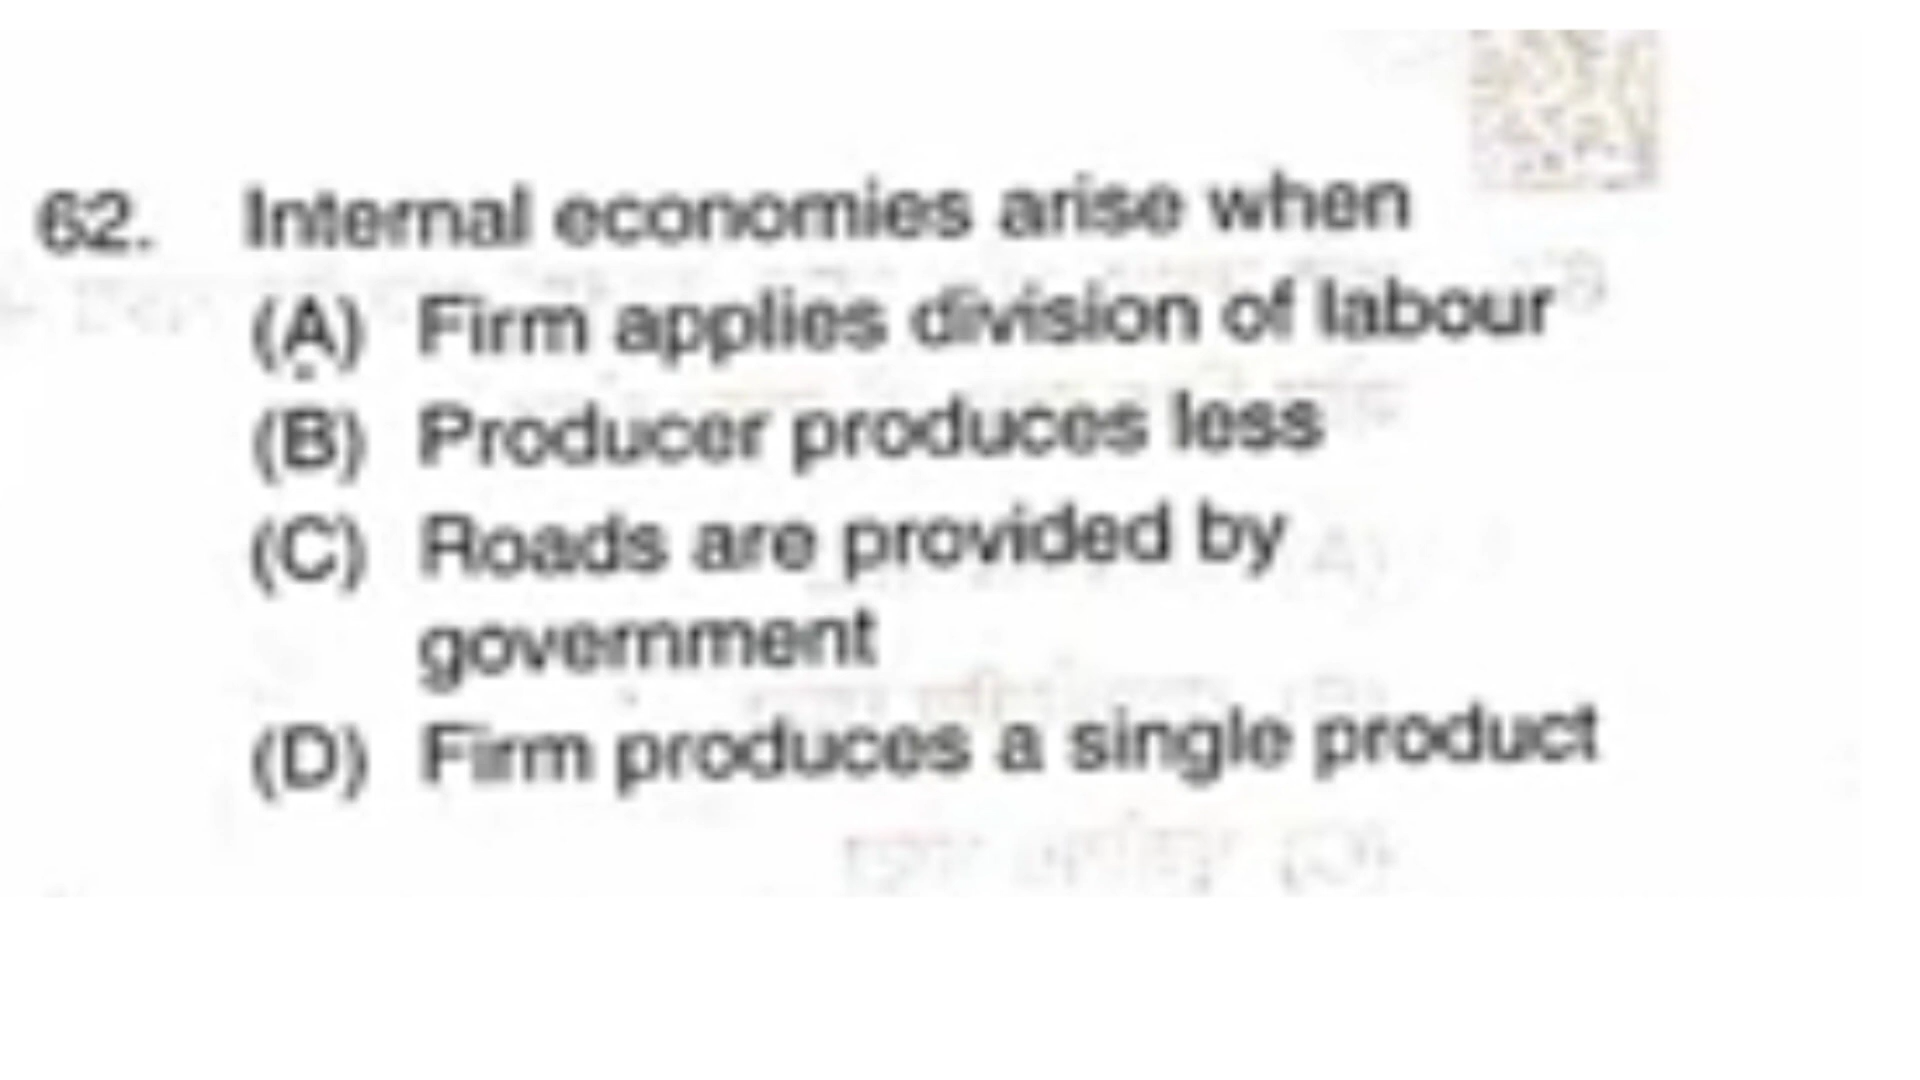 62. Internal economies arise when
(A) Firm applies division of labour
(B) Producer produces less
(C) Roads are provided by
government
(D) Firm produces a single product